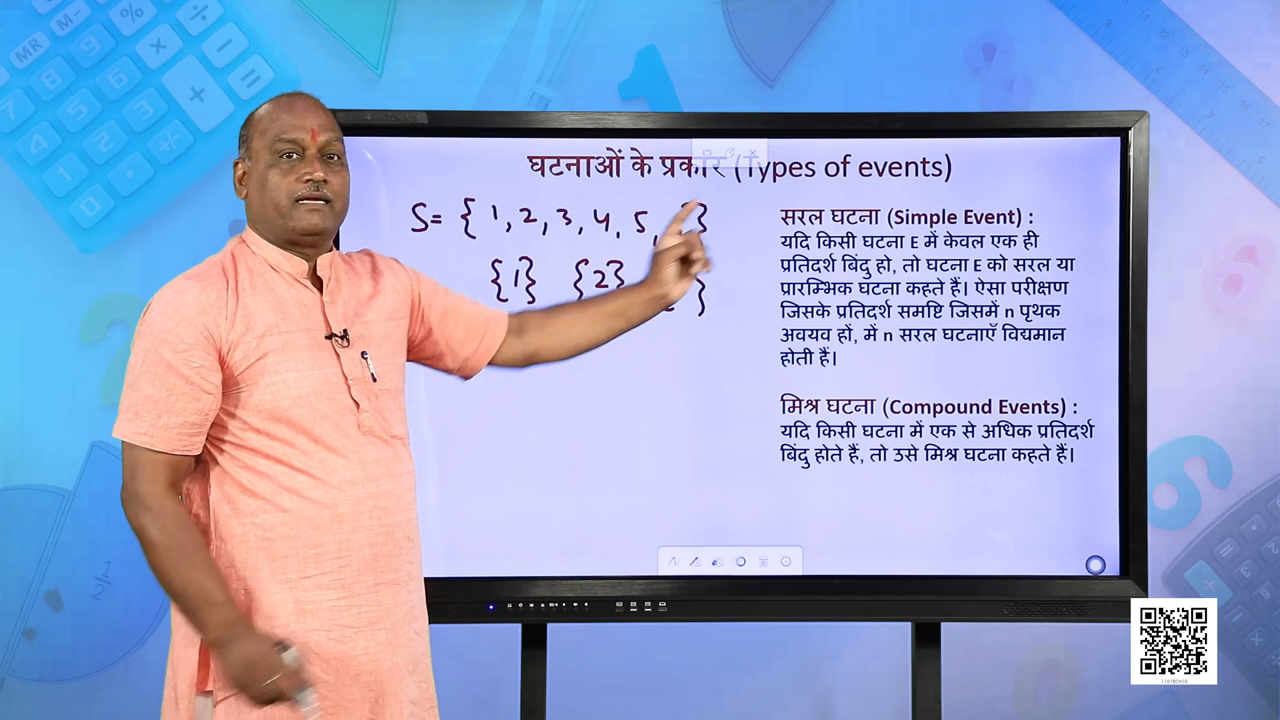 घटनाओं के प्रकार (Types of events)
S= { 1, 2, 3, 4, 5, }
{1} {2} }
सरल घटना (Simple Event) :
यदि किसी घटना E में केवल एक ही
प्रतिदर्श बिंदु हो, तो घटना E को सरल या
प्रारम्भिक घटना कहते हैं। ऐसा परीक्षण
जिसके प्रतिदर्श समष्टि जिसमें n पृथक
अवयव हों, में n सरल घटनाएँ विद्यमान
होती हैं।
मिश्र घटना (Compound Events) :
यदि किसी घटना में एक से अधिक प्रतिदर्श
बिंदु होते हैं, तो उसे मिश्र घटना कहते हैं।